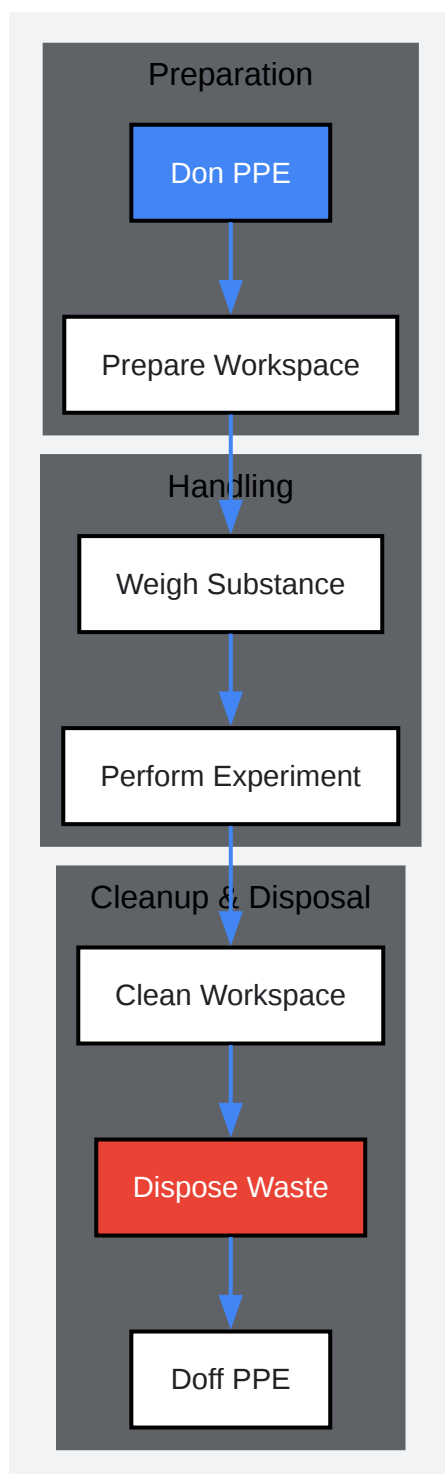 Preparation
Don PPE
Prepare Workspace
Handling
Weigh Substance
Perform Experiment
Cleanup & Disposal
Clean Workspace
Dispose Waste
Doff PPE